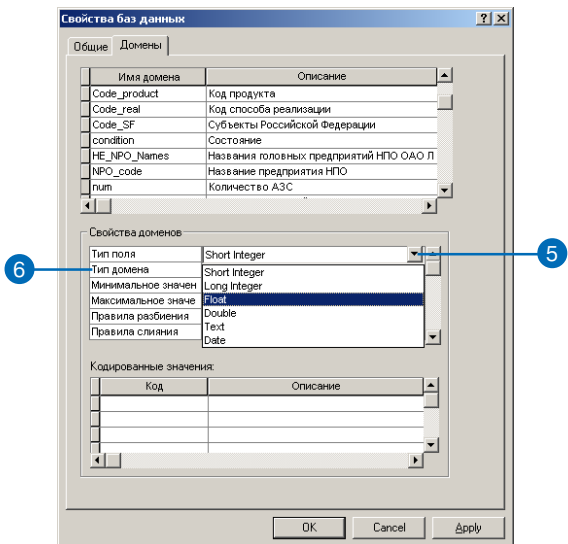 Свойства баз данных
Общие Домены
Имя домена Описание
Code_product Код продукта
Code_real Код способа реализации
Code_SF Субъекты Российской Федерации
condition Состояние
HE_NPO_Names Названия головных предприятий НПО ОАО Л
NPO_code Название предприятия НПО
num Количество АЗС
Свойства доменов
Тип поля Short Integer 5
6 Тип домена Short Integer
Минимальное значен Long Integer
Максимальное значе Float
Правила разбиения Double
Правила слияния Text
Date
Кодированные значения:
Код Описание
OK Cancel Apply